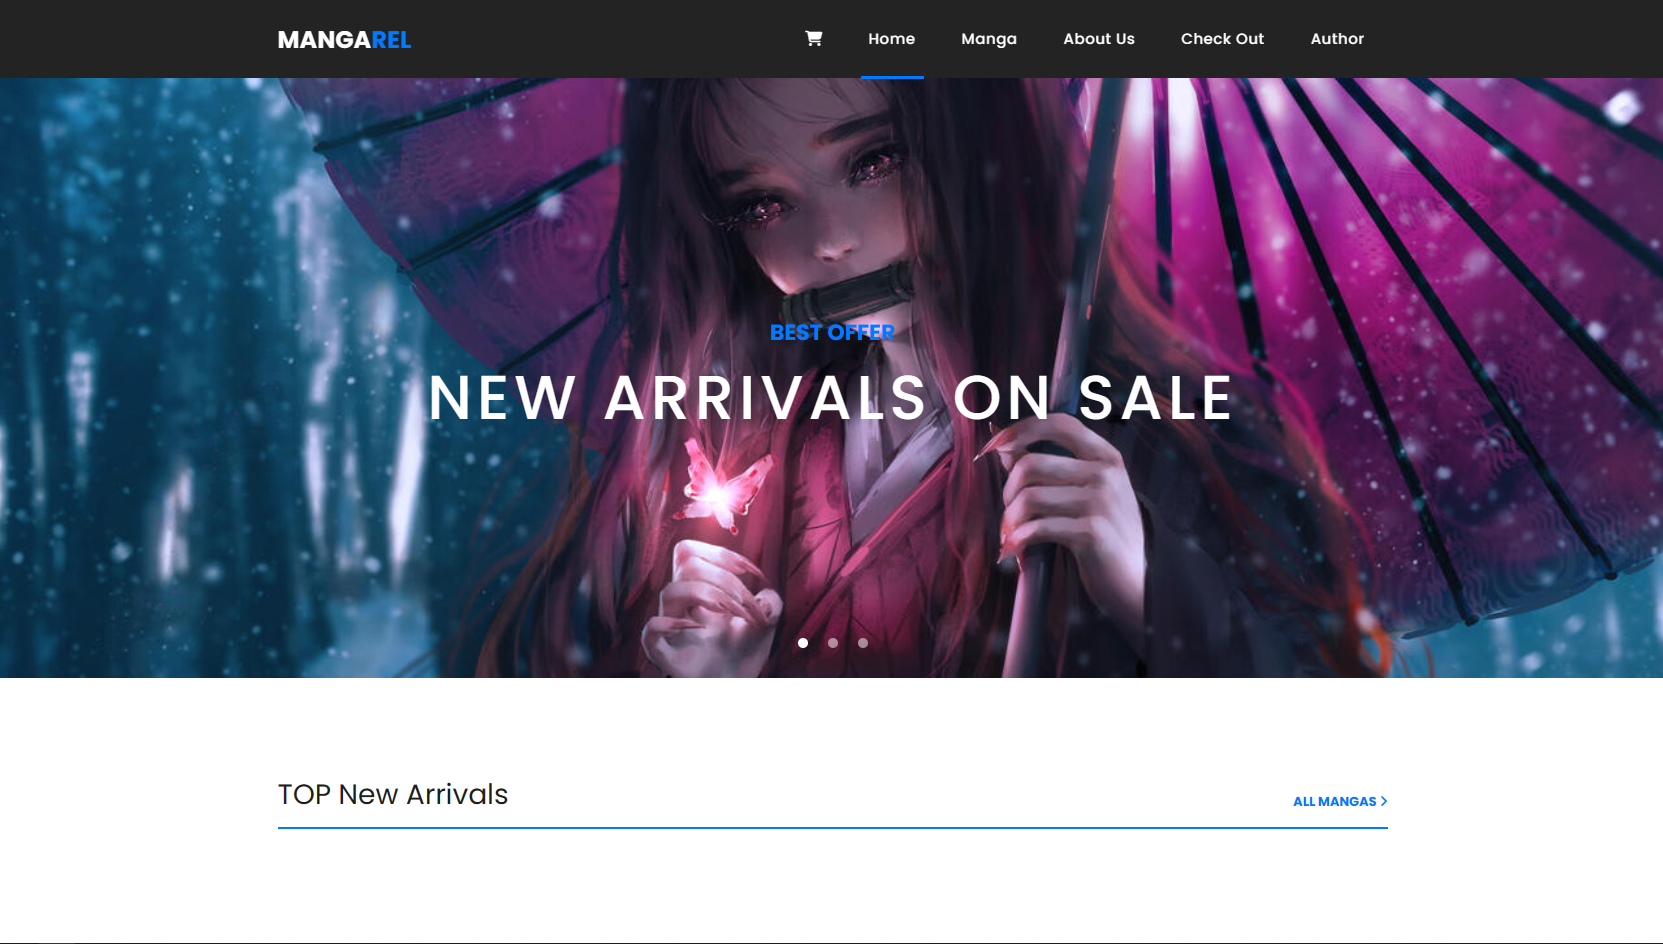 MANGAREL
Home Manga About Us Check Out Author
BEST OFFER
NEW ARRIVALS ON SALE
TOP New Arrivals
ALL MANGAS